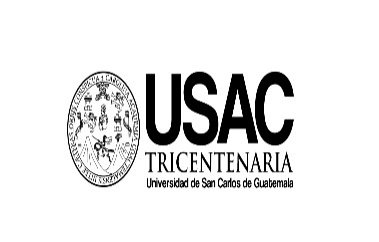 USAC
TRICENTENARIA
Universidad de San Carlos de Guatemala